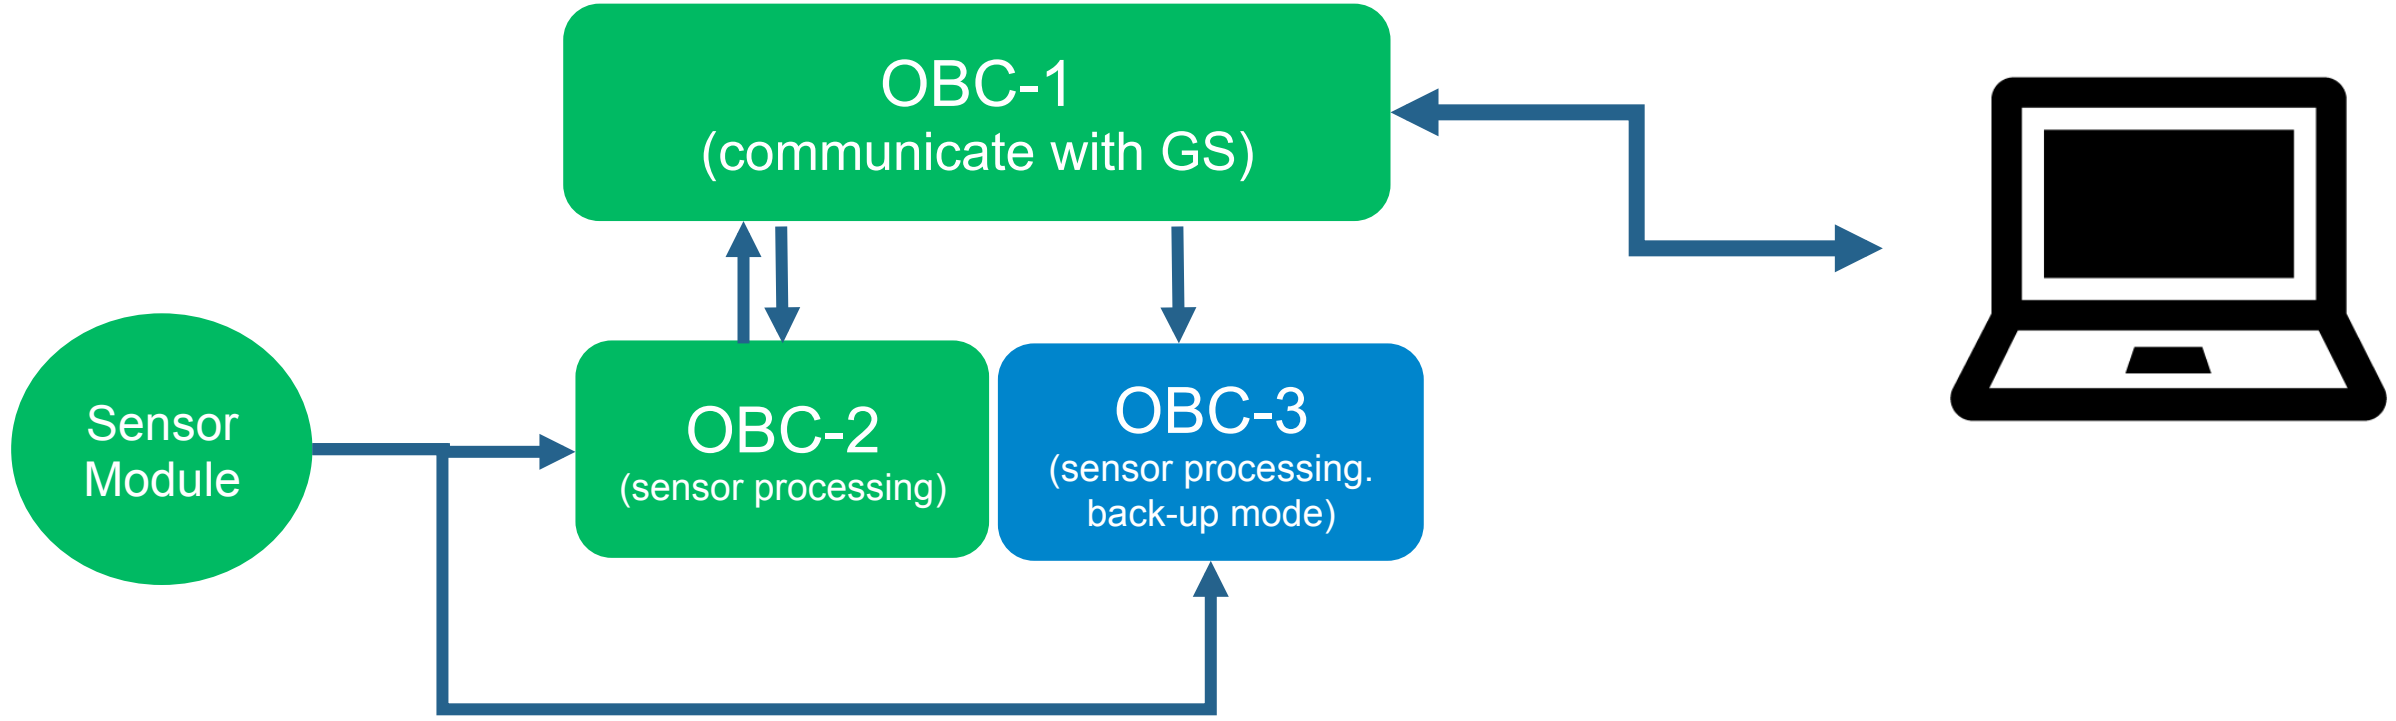 OBC-1
(communicate with GS)
Sensor
Module
OBC-2
(sensor processing)
OBC-3
(sensor processing.
back-up mode)